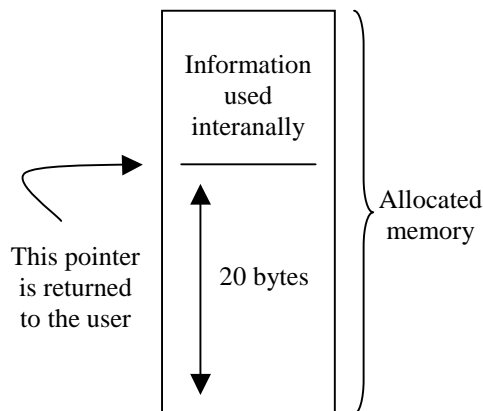 Information
used
interanally
This pointer
is returned
to the user
20 bytes
Allocated
memory